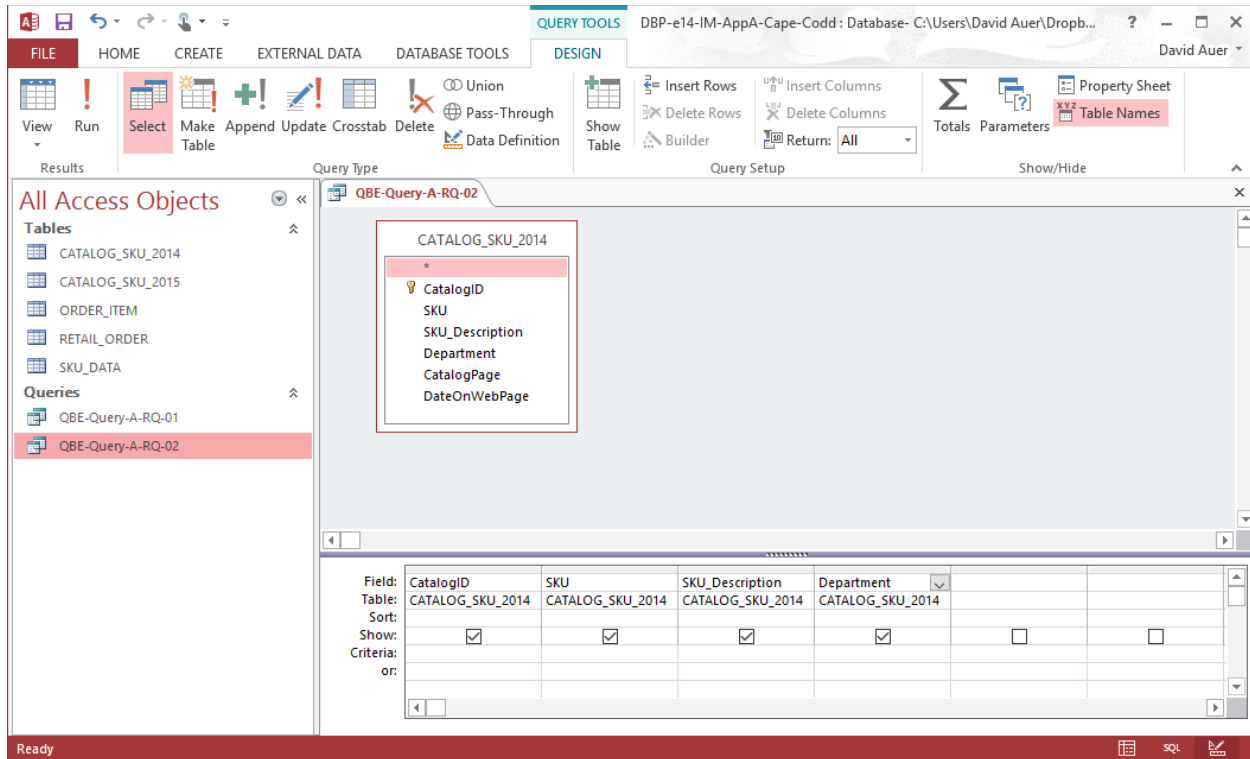 QUERY TOOLS DBP-e14-IM-AppA-Cape-Codd : Database- C:\Users\David Auer\Dropb... ?
FILE HOME CREATE EXTERNAL DATA DATABASE TOOLS DESIGN David Auer
View Run Select Make Table Append Update Crosstab Delete
Union
Pass-Through
Data Definition
Show Table
Insert Rows
Delete Rows
Builder
Insert Columns
Delete Columns
Return: All
Totals Parameters
Property Sheet
Table Names
Results Query Type Query Setup Show/Hide
All Access Objects
Tables
CATALOG_SKU_2014
CATALOG_SKU_2015
ORDER_ITEM
RETAIL_ORDER
SKU_DATA
Queries
QBE-Query-A-RQ-01
QBE-Query-A-RQ-02
QBE-Query-A-RQ-02
CATALOG_SKU_2014
*
CatalogID
SKU
SKU_Description
Department
CatalogPage
DateOnWebPage
Field: CatalogID SKU SKU_Description Department
Table: CATALOG_SKU_2014 CATALOG_SKU_2014 CATALOG_SKU_2014 CATALOG_SKU_2014
Sort:
Show:
Criteria:
or:
Ready SQL